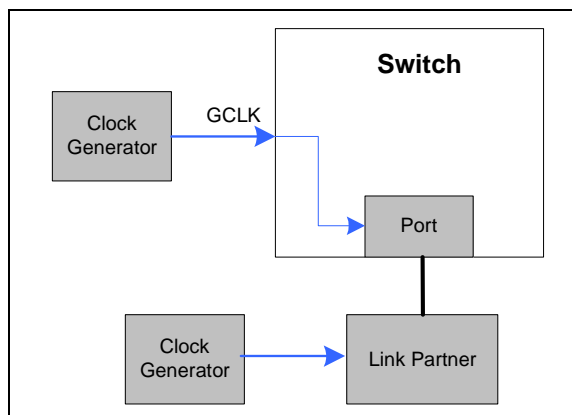 Switch
Clock
Generator
GCLK
Port
Clock
Generator
Link Partner